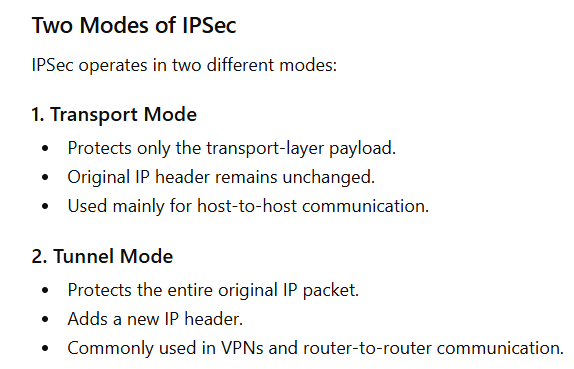 Two Modes of IPSec
IPSec operates in two different modes:
1. Transport Mode
• Protects only the transport-layer payload.
• Original IP header remains unchanged.
• Used mainly for host-to-host communication.
2. Tunnel Mode
• Protects the entire original IP packet.
• Adds a new IP header.
• Commonly used in VPNs and router-to-router communication.